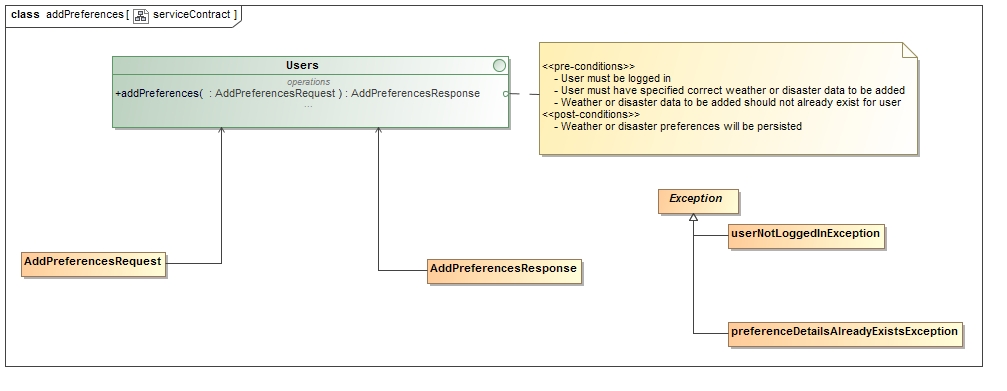 class addPreferences [ serviceContract ]
Users
operations
+addPreferences( : AddPreferencesRequest ) : AddPreferencesResponse
...
<<pre-conditions>>
- User must be logged in
- User must have specified correct weather or disaster data to be added
- Weather or disaster data to be added should not already exist for user
<<post-conditions>>
- Weather or disaster preferences will be persisted
Exception
userNotLoggedInException
AddPreferencesRequest
AddPreferencesResponse
preferenceDetailsAlreadyExistsException